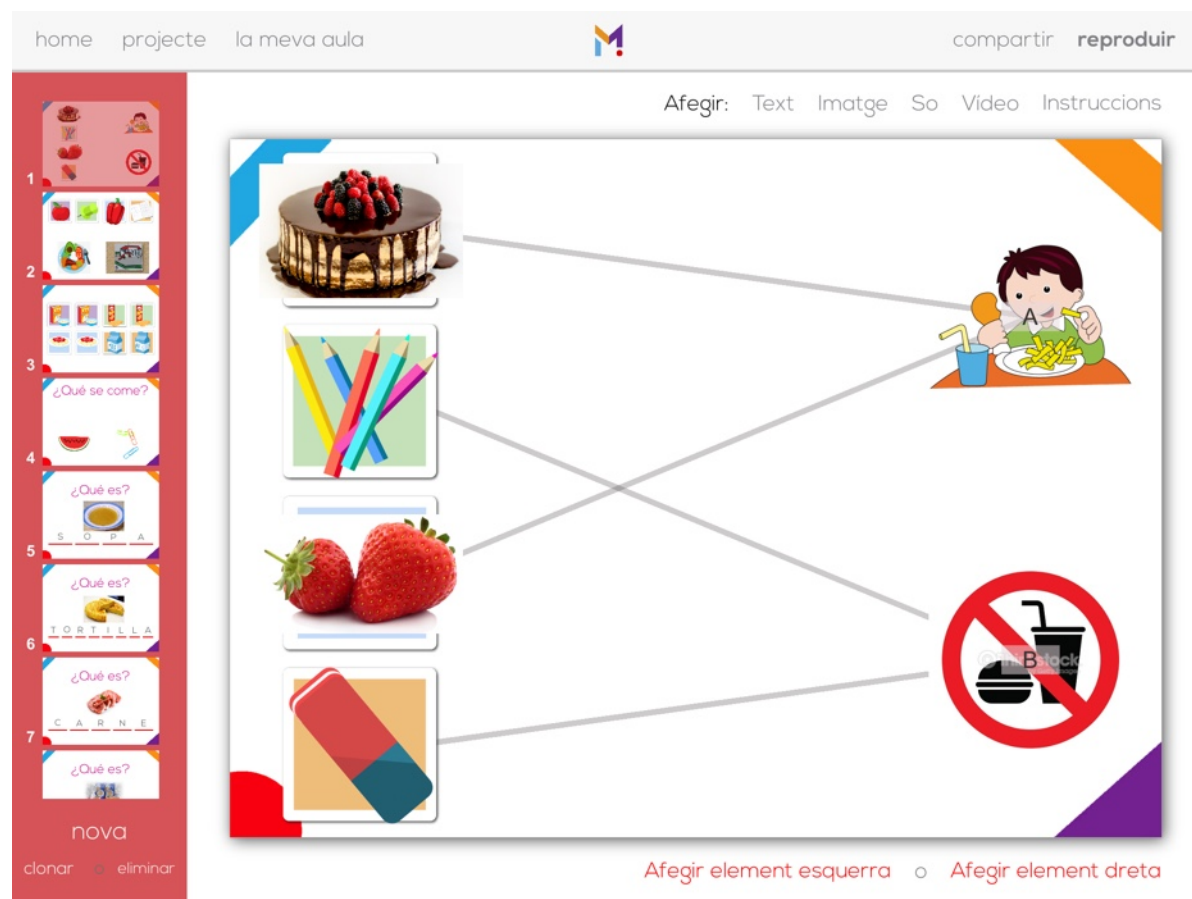 home projecte la meva aula M compartir reproduir
Afegir: Text Imatge So Vídeo Instruccions
1
2
3
¿Qué se come?
4
¿Qué es?
S O P A
5
¿Qué es?
T O R T I L L A
6
¿Qué es?
C A R N E
7
¿Qué es?
nova
clonar o eliminar
A
B
Afegir element esquerra o Afegir element dreta